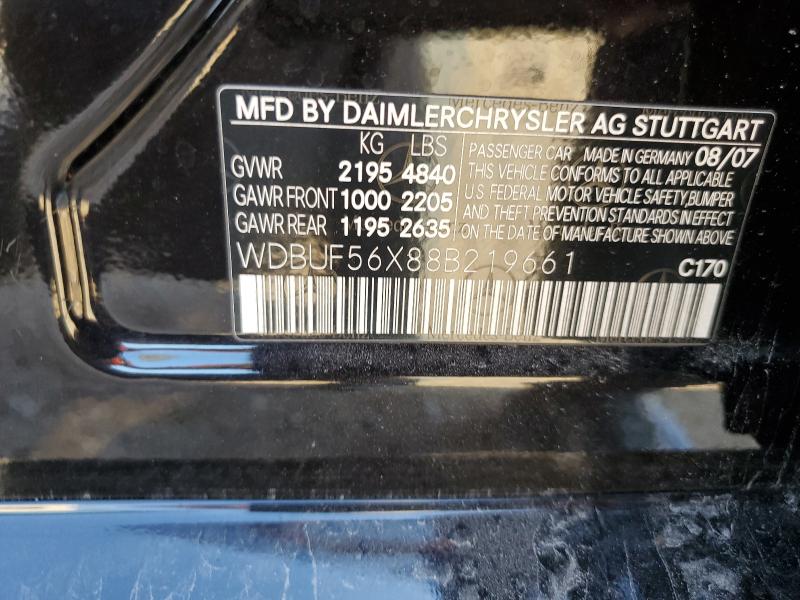 MFD BY DAIMLERCHRYSLER AG STUTTGART
KG LBS
GVWR 2195 4840
GAWR FRONT 1000 2205
GAWR REAR 1195 2635
PASSENGER CAR MADE IN GERMANY 08/07
THIS VEHICLE CONFORMS TO ALL APPLICABLE
U.S. FEDERAL MOTOR VEHICLE SAFETY, BUMPER
AND THEFT PREVENTION STANDARDS IN EFFECT
ON THE DATE OF MANUFACTURE SHOWN ABOVE
WDBUF56X88B219661
C170